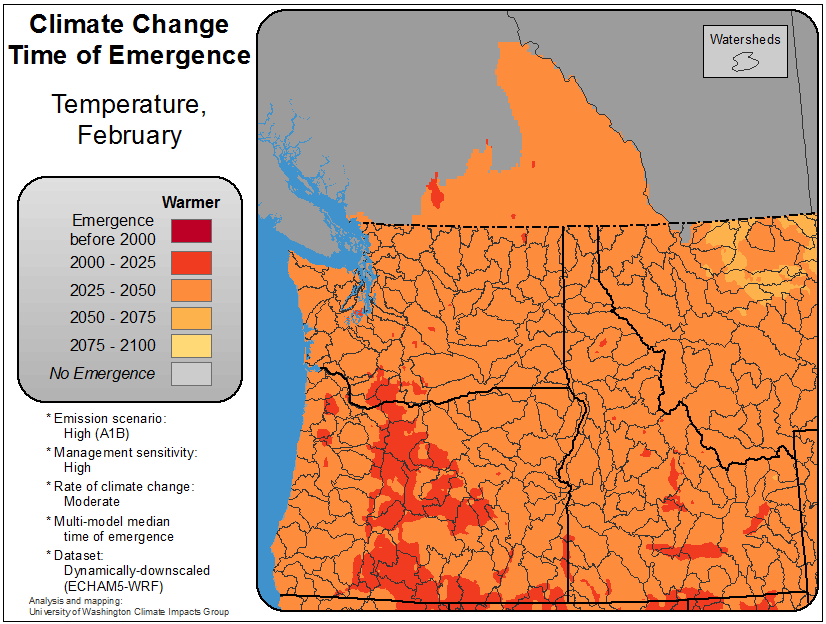 Climate Change
Time of Emergence
Temperature,
February
Warmer
Emergence
before 2000
2000 - 2025
2025 - 2050
2050 - 2075
2075 - 2100
No Emergence
* Emission scenario:
High (A1B)
* Management sensitivity:
High
* Rate of climate change:
Moderate
* Multi-model median
time of emergence
* Dataset:
Dynamically-downscaled
(ECHAM5-WRF)
Analysis and mapping:
University of Washington Climate Impacts Group
Watersheds